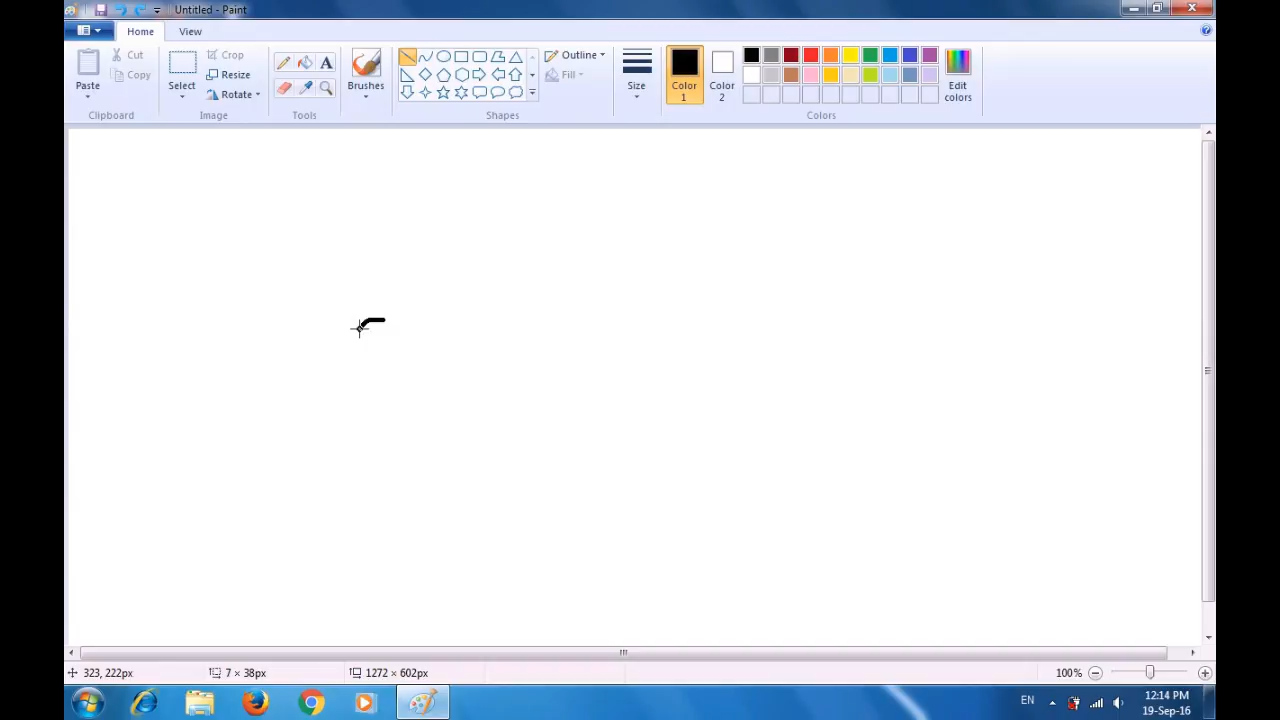 Untitled - Paint
Home View
Paste Cut Copy
Clipboard
Select Crop Resize Rotate
Image
A
Tools
Brushes
Shapes
Outline Fill
Size
Color 1
Color 2
Edit colors
Colors
323, 222px 7 × 38px 1272 × 602px 100%
EN 12:14 PM
19-Sep-16